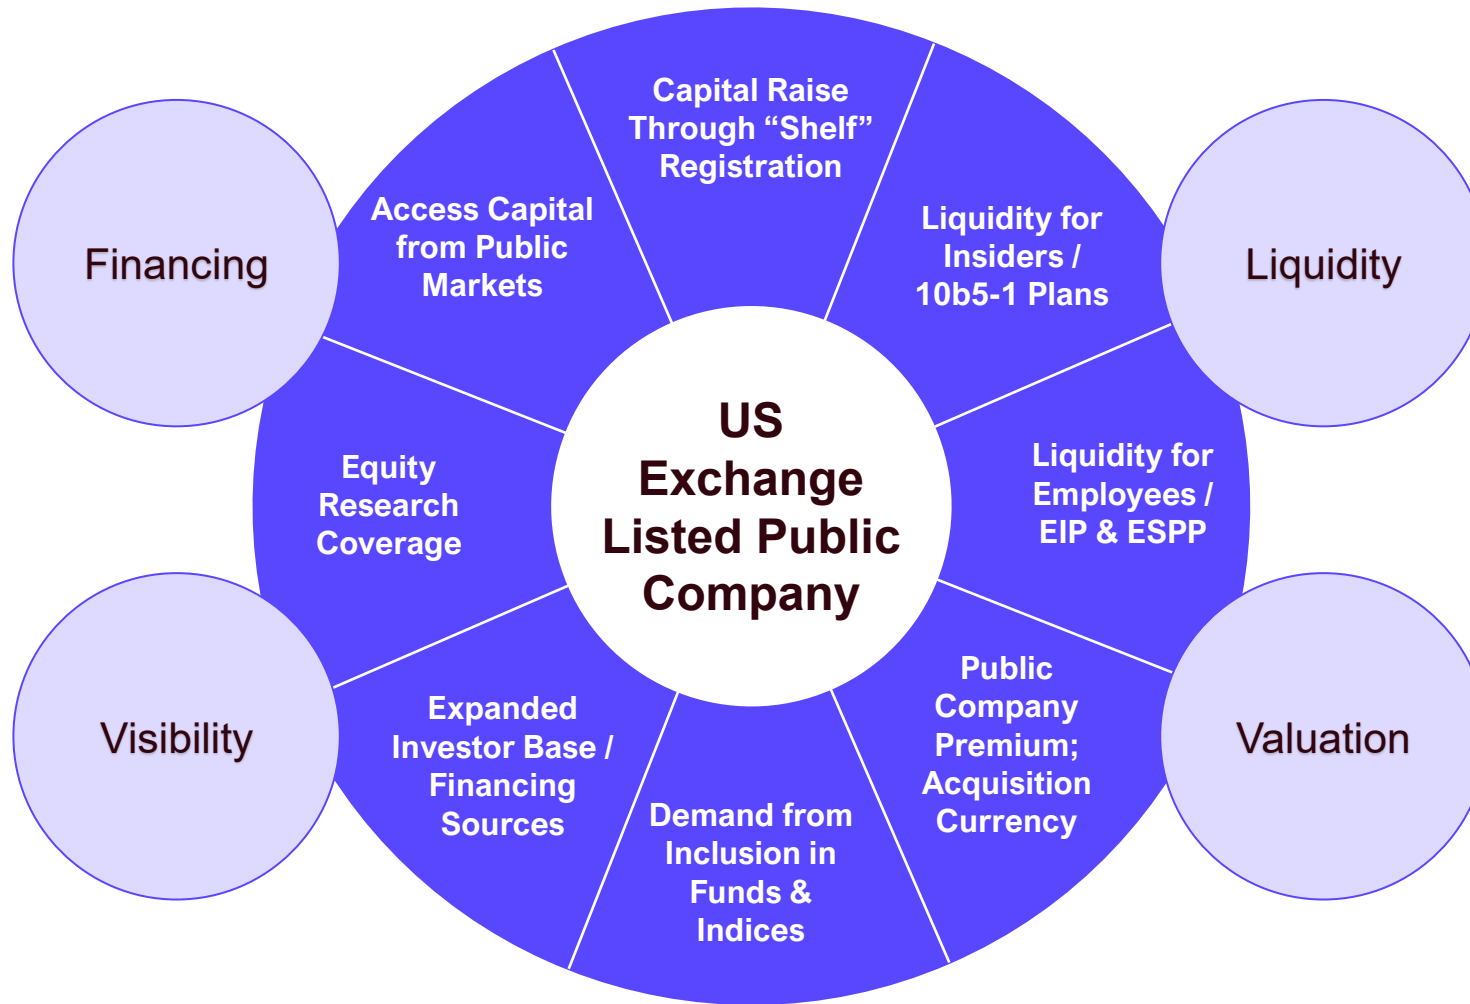 Capital Raise
Through “Shelf”
Registration
Access Capital
from Public
Markets
Liquidity for
Insiders /
10b5-1 Plans
Financing
Liquidity
US
Exchange
Listed Public
Company
Equity
Research
Coverage
Liquidity for
Employees /
EIP & ESPP
Visibility
Valuation
Expanded
Investor Base /
Financing
Sources
Demand from
Inclusion in
Funds &
Indices
Public
Company
Premium;
Acquisition
Currency